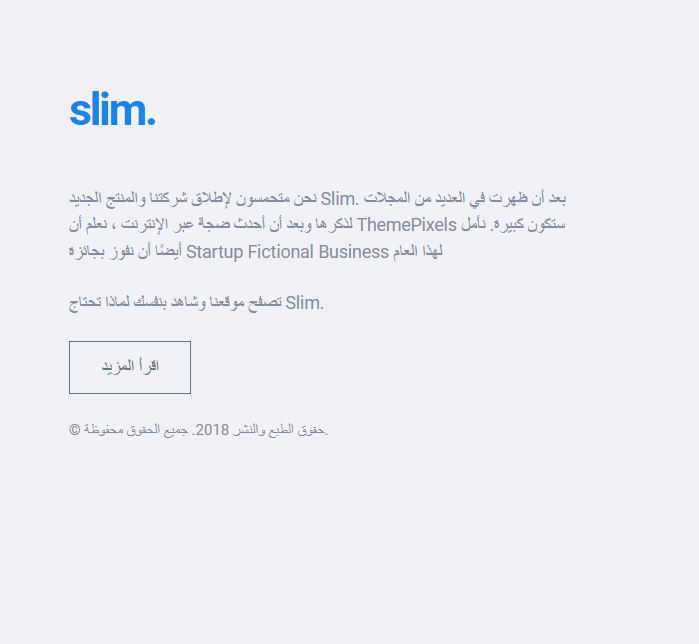 slim.
نحن متحمسون لإطلاق شركتنا والمنتج الجديد Slim. بعد أن ظهرت في العديد من المجلات
لذكرها وبعد أن أحدث ضجة عبر الإنترنت ، نعلم أن ThemePixels ستكون كبيرة. نأمل
أيضًا أن نفوز بجائزة Startup Fictional Business لهذا العام
تصفح موقعنا وشاهد بنفسك لماذا تحتاج Slim.
اقرأ المزيد
© حقوق الطبع والنشر 2018. جميع الحقوق محفوظة.